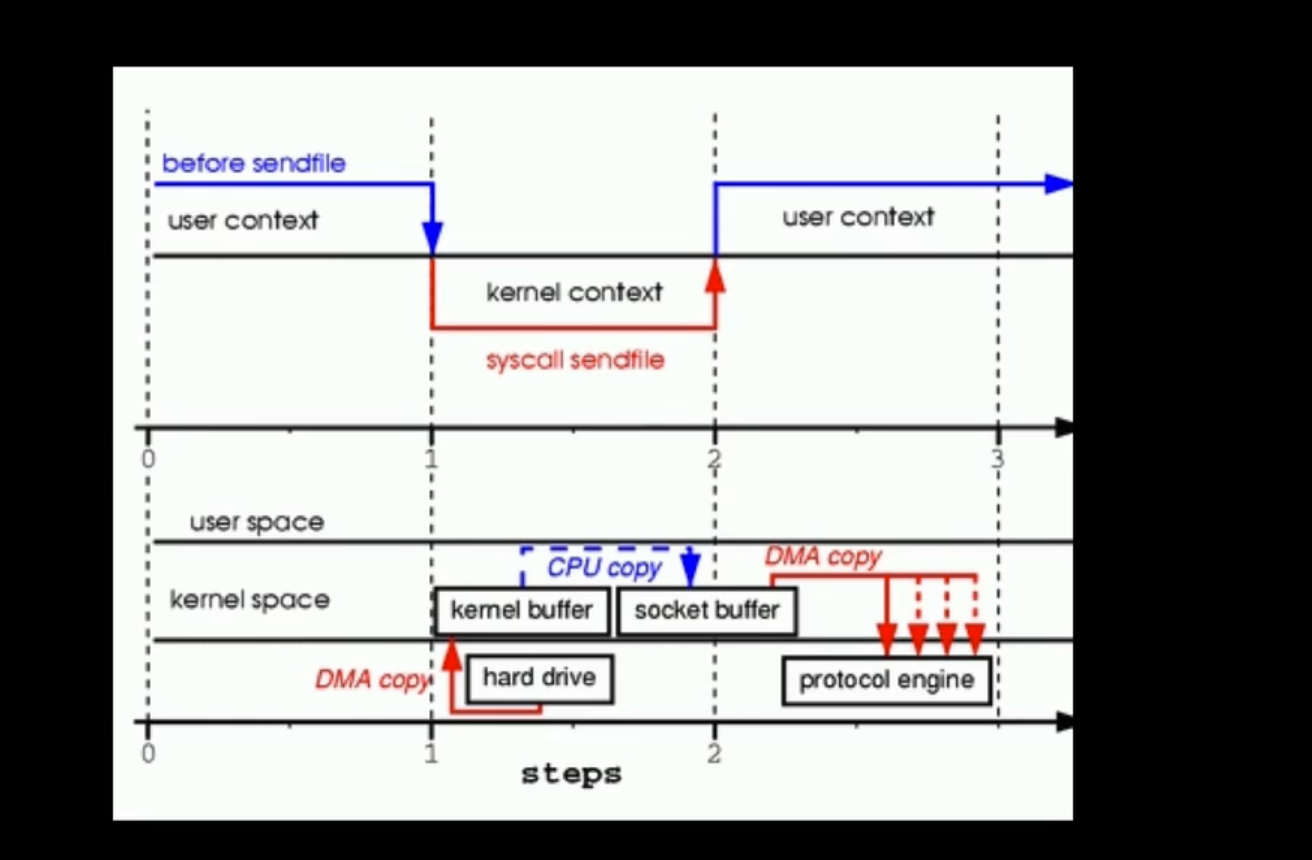 before sendfile
user context
user context
kernel context
syscall sendfile
0 1 2 3
user space
CPU copy
DMA copy
kernel space
kernel buffer
socket buffer
DMA copy
hard drive
protocol engine
0 1 2
steps